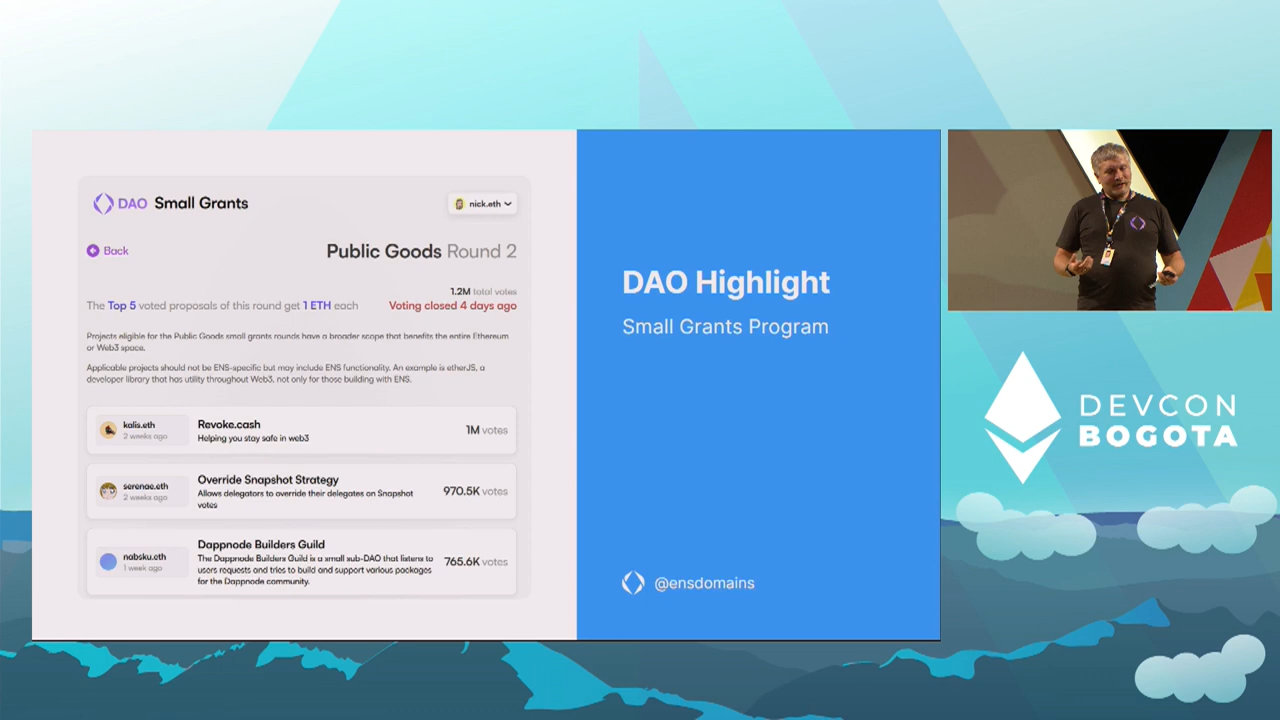 DAO Small Grants
nick.eth
Back
Public Goods Round 2
1.2M total votes
The Top 5 voted proposals of this round get 1 ETH each
Voting closed 4 days ago
Projects eligible for the Public Goods small grants rounds have a broader scope that benefits the entire Ethereum
or Web3 space.
Applicable projects should not be ENS-specific but may include ENS functionality. An example is etherJS, a
developer library that has utility throughout Web3, not only for those building with ENS.
kalis.eth
2 weeks ago
Revoke.cash
Helping you stay safe in web3
1M votes
serenae.eth
2 weeks ago
Override Snapshot Strategy
Allows delegators to override their delegates on Snapshot
votes
970.5K votes
nabsku.eth
1 week ago
Dappnode Builders Guild
The Dappnode Builders Guild is a small sub-DAO that listens to
users requests and tries to build and support various packages
for the Dappnode community.
765.6K votes
DAO Highlight
Small Grants Program
@ensdomains
DEVCON
BOGOTA